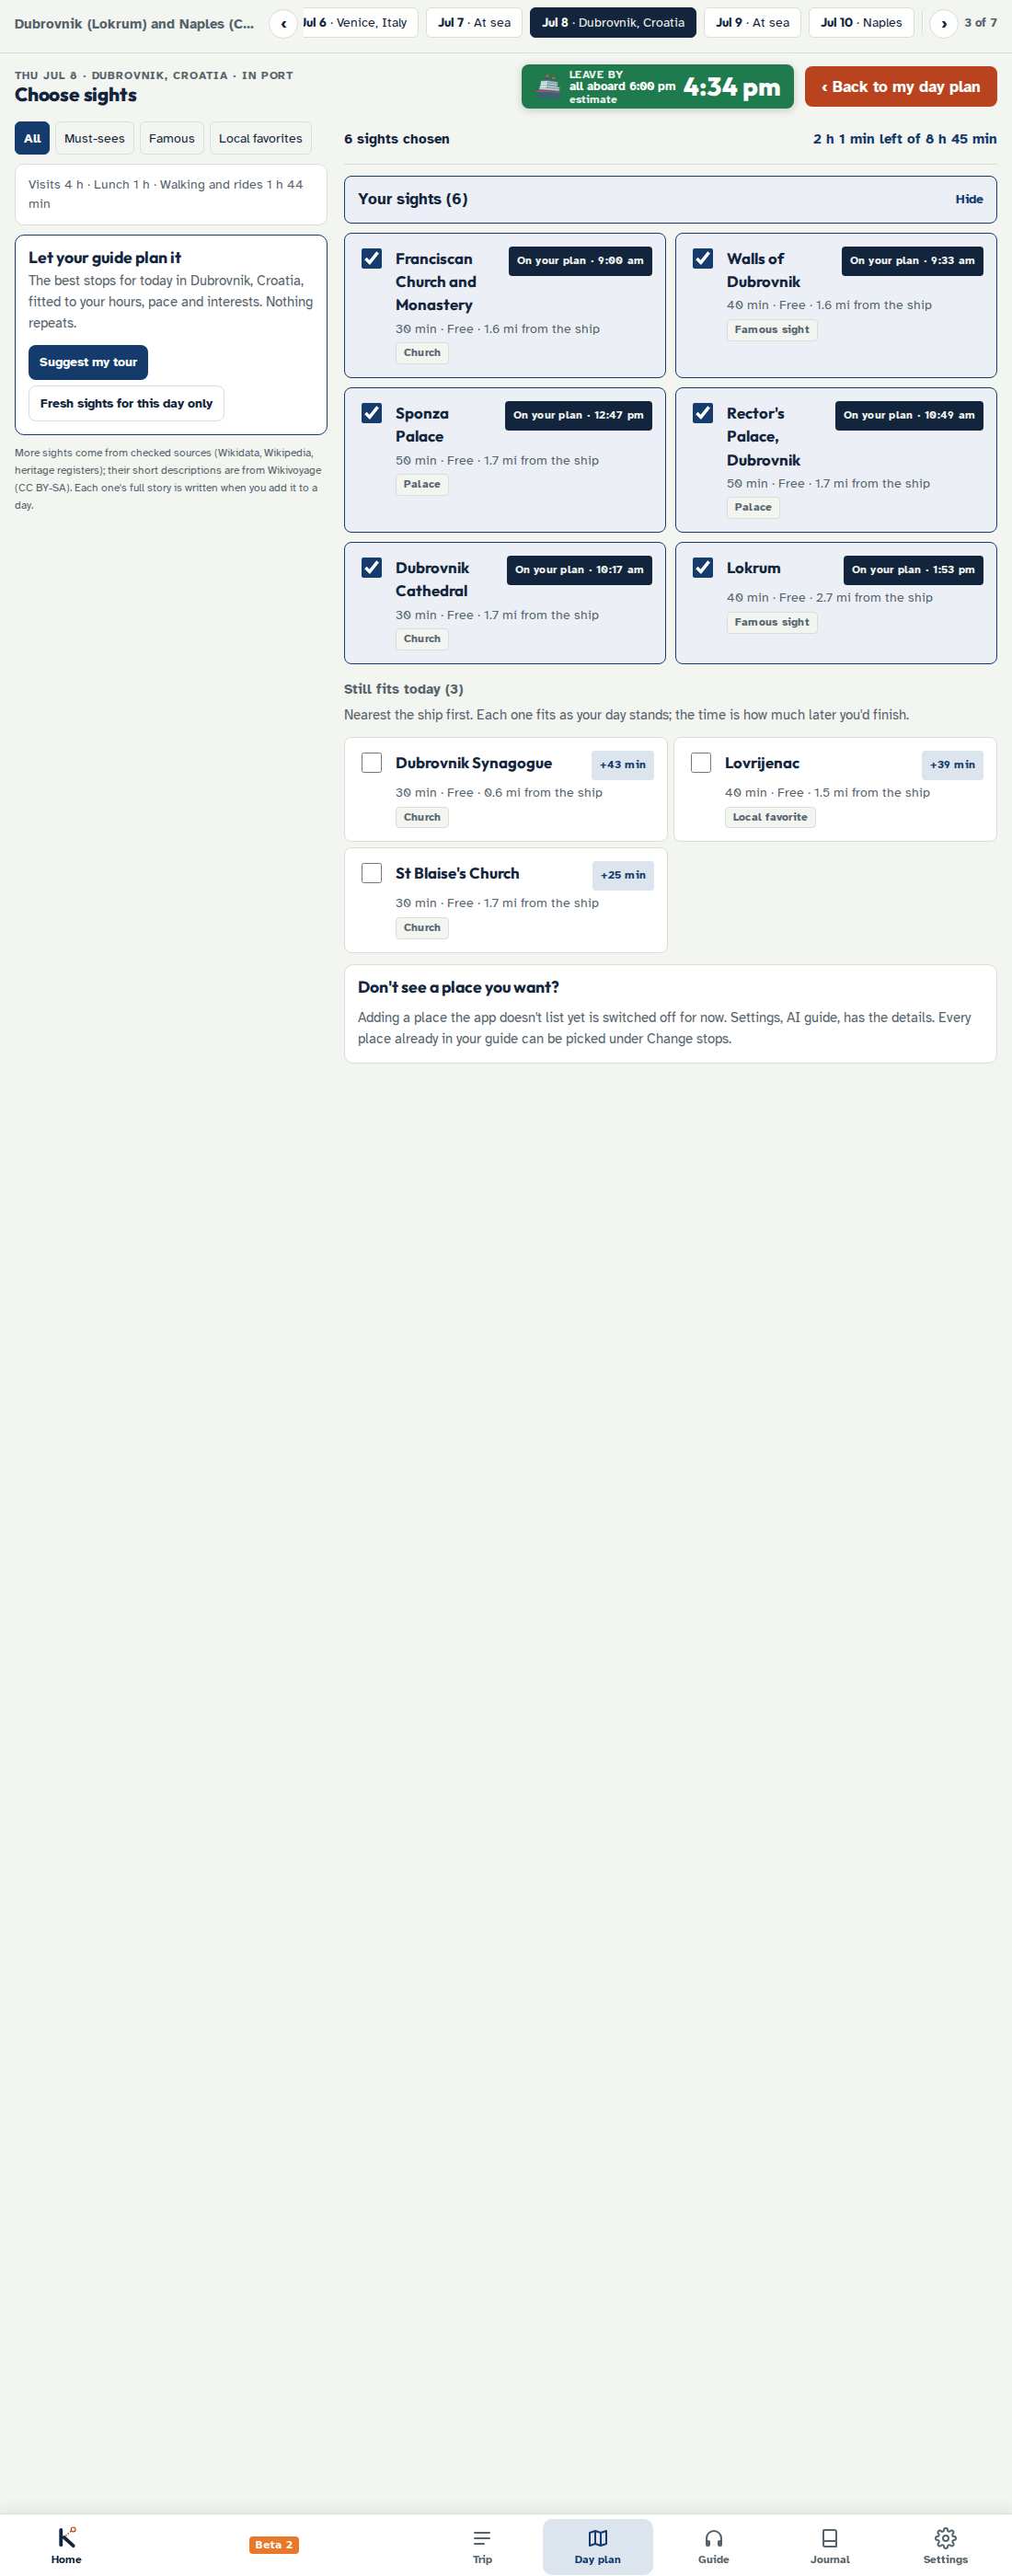 Dubrovnik (Lokrum) and Naples (C...
‹
Jul 6 · Venice, Italy
Jul 7 · At sea
Jul 8 · Dubrovnik, Croatia
Jul 9 · At sea
Jul 10 · Naples
›
3 of 7
THU JUL 8 · DUBROVNIK, CROATIA · IN PORT
Choose sights
LEAVE BY
all aboard 6:00 pm
estimate
4:34 pm
‹ Back to my day plan
All
Must-sees
Famous
Local favorites
Visits 4 h · Lunch 1 h · Walking and rides 1 h 44
min
Let your guide plan it
The best stops for today in Dubrovnik, Croatia,
fitted to your hours, pace and interests. Nothing
repeats.
Suggest my tour
Fresh sights for this day only
More sights come from checked sources (Wikidata, Wikipedia,
heritage registers); their short descriptions are from Wikivoyage
(CC BY-SA). Each one's full story is written when you add it to a
day.
6 sights chosen
2 h 1 min left of 8 h 45 min
Your sights (6)
Hide
Franciscan
Church and
Monastery
On your plan · 9:00 am
30 min · Free · 1.6 mi from the ship
Church
Walls of
Dubrovnik
On your plan · 9:33 am
40 min · Free · 1.6 mi from the ship
Famous sight
Sponza
Palace
On your plan · 12:47 pm
50 min · Free · 1.7 mi from the ship
Palace
Rector's
Palace,
Dubrovnik
On your plan · 10:49 am
50 min · Free · 1.7 mi from the ship
Palace
Dubrovnik
Cathedral
On your plan · 10:17 am
30 min · Free · 1.7 mi from the ship
Church
Lokrum
On your plan · 1:53 pm
40 min · Free · 2.7 mi from the ship
Famous sight
Still fits today (3)
Nearest the ship first. Each one fits as your day stands; the time is how much later you'd finish.
Dubrovnik Synagogue
+43 min
30 min · Free · 0.6 mi from the ship
Church
Lovrijenac
+39 min
40 min · Free · 1.5 mi from the ship
Local favorite
St Blaise's Church
+25 min
30 min · Free · 1.7 mi from the ship
Church
Don't see a place you want?
Adding a place the app doesn't list yet is switched off for now. Settings, AI guide, has the details. Every
place already in your guide can be picked under Change stops.
Home
Beta 2
Trip
Day plan
Guide
Journal
Settings